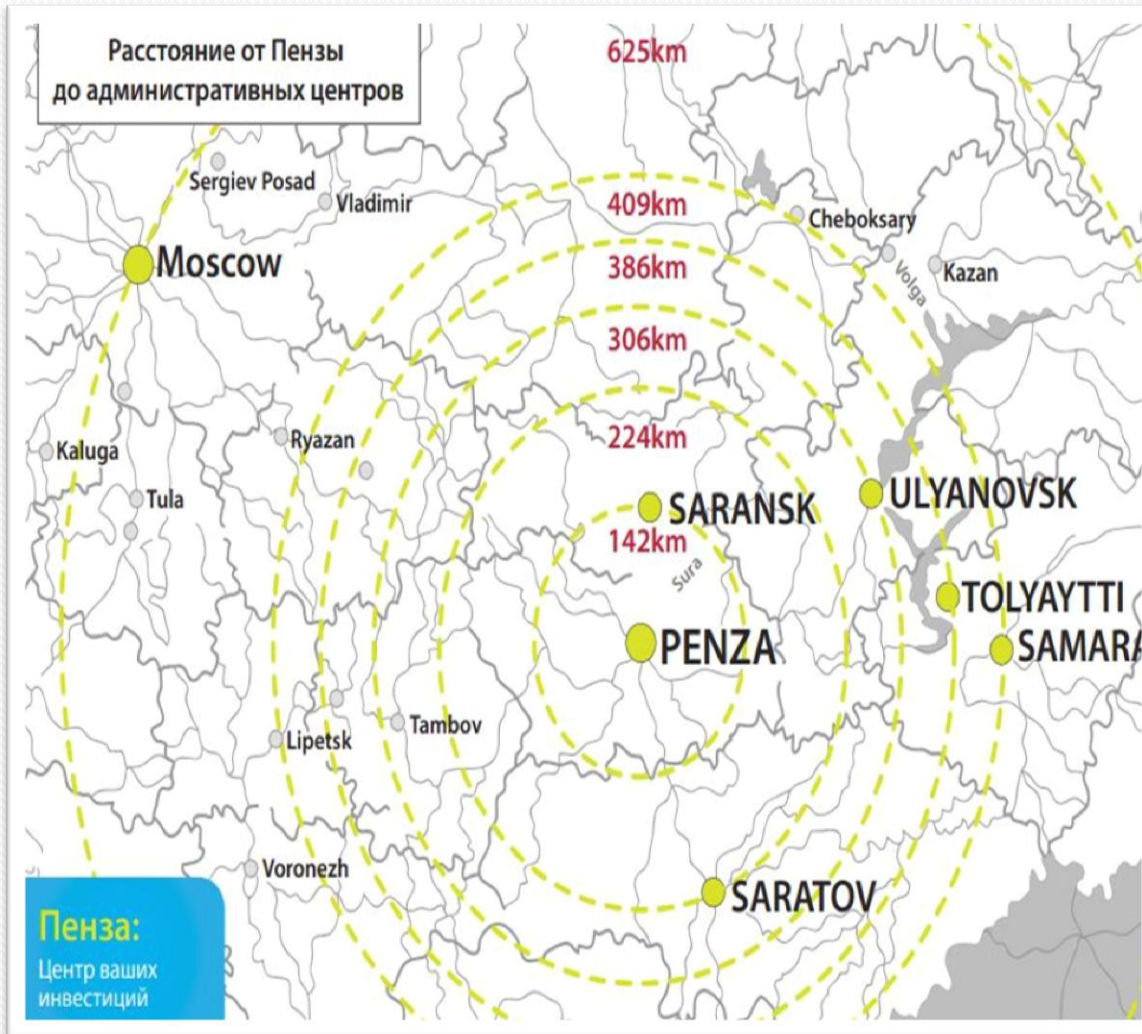 Расстояние от Пензы
до административных центров
625km
Sergiev Posad
Vladimir
409km
Cheboksary
Moscow
386km
Volga
Kazan
306km
Kaluga
Ryazan
224km
Tula
SARANSK
ULYANOVSK
142km
Sura
TOLYAYTTI
PENZA
SAMARA
Tambov
Lipetsk
Voronezh
SARATOV
Пенза:
Центр ваших
инвестиций